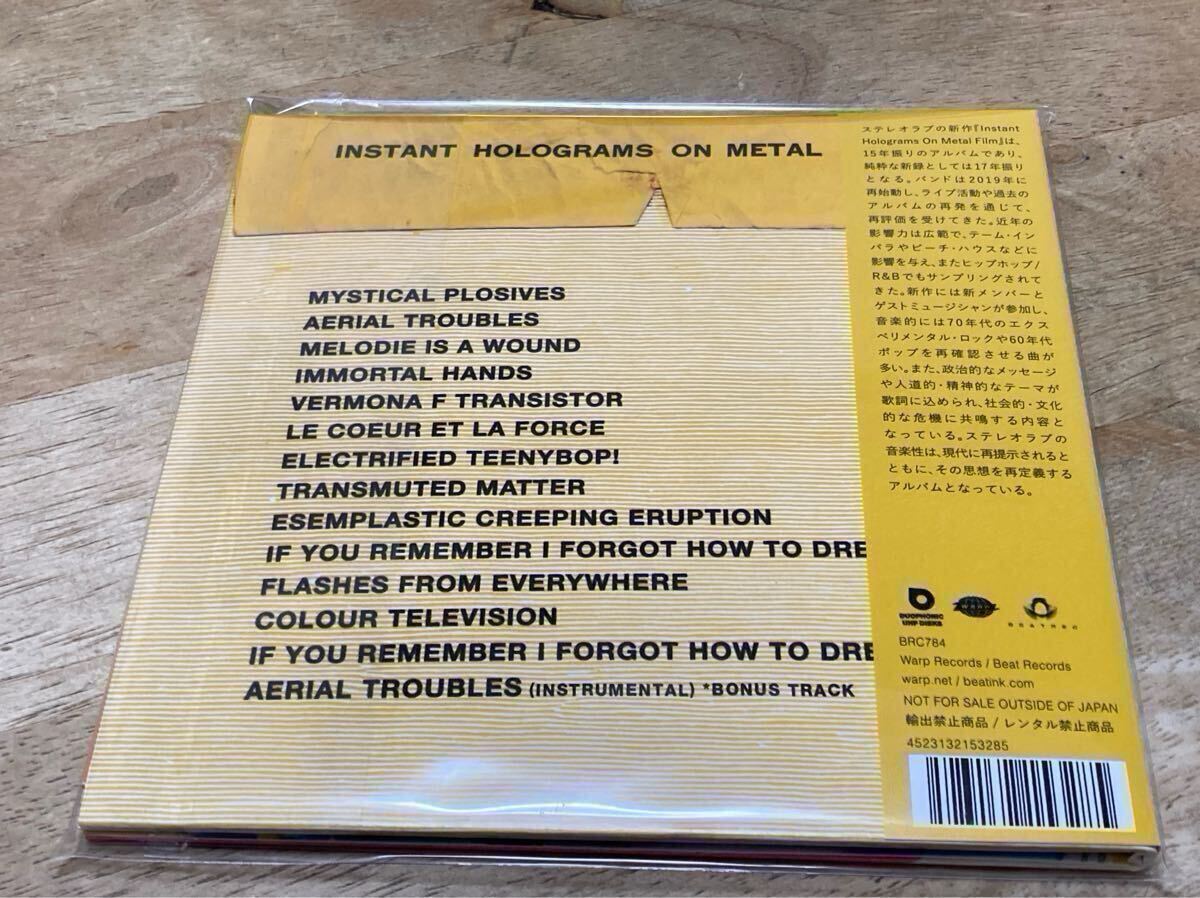 INSTANT HOLOGRAMS ON METAL
MYSTICAL PLOSIVES
AERIAL TROUBLES
MELODIE IS A WOUND
IMMORTAL HANDS
VERMONA F TRANSISTOR
LE COEUR ET LA FORCE
ELECTRIFIED TEENYBOP!
TRANSMUTED MATTER
ESEMPLASTIC CREEPING ERUPTION
IF YOU REMEMBER I FORGOT HOW TO DRE
FLASHES FROM EVERYWHERE
COLOUR TELEVISION
IF YOU REMEMBER I FORGOT HOW TO DRE
AERIAL TROUBLES (INSTRUMENTAL) *BONUS TRACK
ステレオラブの新作『Instant
Holograms On Metal Film』は、
15年振りのアルバムであり、
純粋な新録としては17年振り
となる。バンドは2019年に
再始動し、ライブ活動や過去の
アルバムの再発を通じて、
再評価を受けてきた。近年の
影響力は広範で、テーム・イン
パラやビーチ・ハウスなどに
影響を与え、またヒップホップ/
R&Bでもサンプリングされて
きた。新作には新メンバーと
ゲストミュージシャンが参加し、
音楽的には70年代のエクス
ペリメンタル・ロックや60年代
ポップを再確認させる曲が
多い。また、政治的なメッセージ
や人道的・精神的なテーマが
歌詞に込められ、社会的・文化
的な危機に共鳴する内容と
なっている。ステレオラブの
音楽性は、現代に再提示されると
ともに、その思想を再定義する
アルバムとなっている。
DUOPHONIC
UHF DISKS
WARP
BEATREC
BRC784
Warp Records / Beat Records
warp.net / beatink.com
NOT FOR SALE OUTSIDE OF JAPAN
輸出禁止商品 / レンタル禁止商品
4523132153285